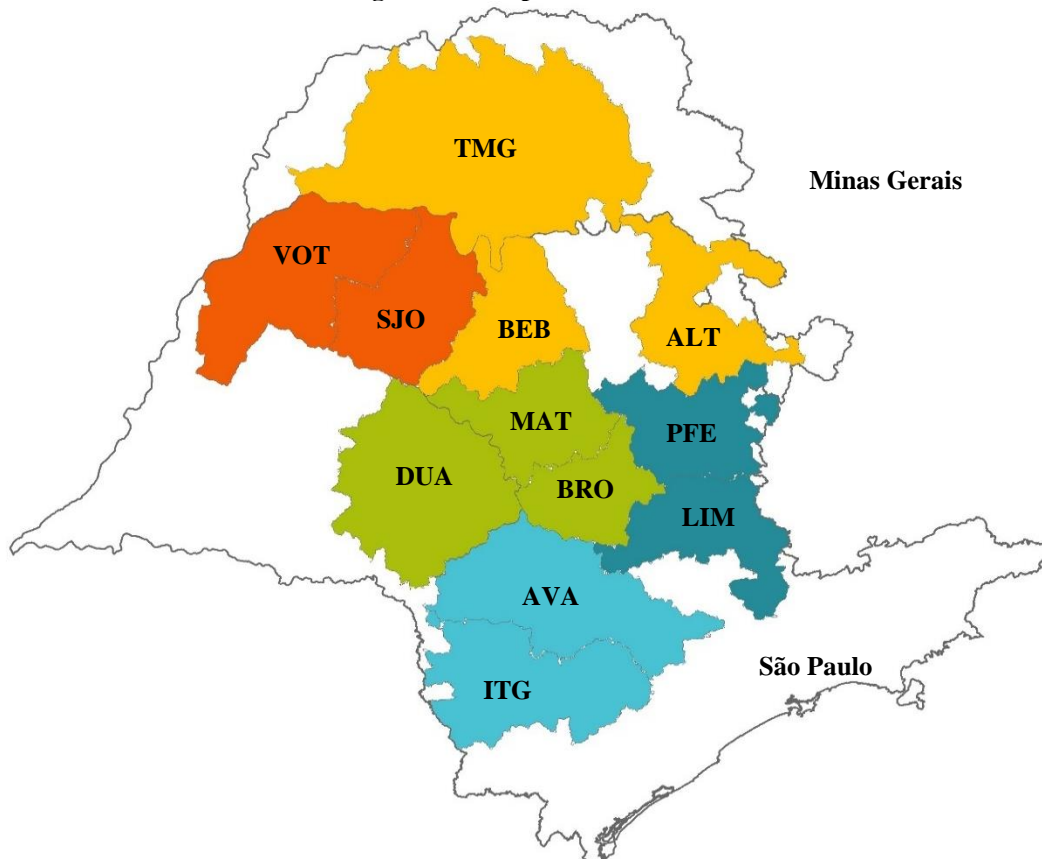 TMG
Minas Gerais
VOT
SJO
BEB
ALT
MAT
PFE
DUA
BRO
LIM
AVA
São Paulo
ITG